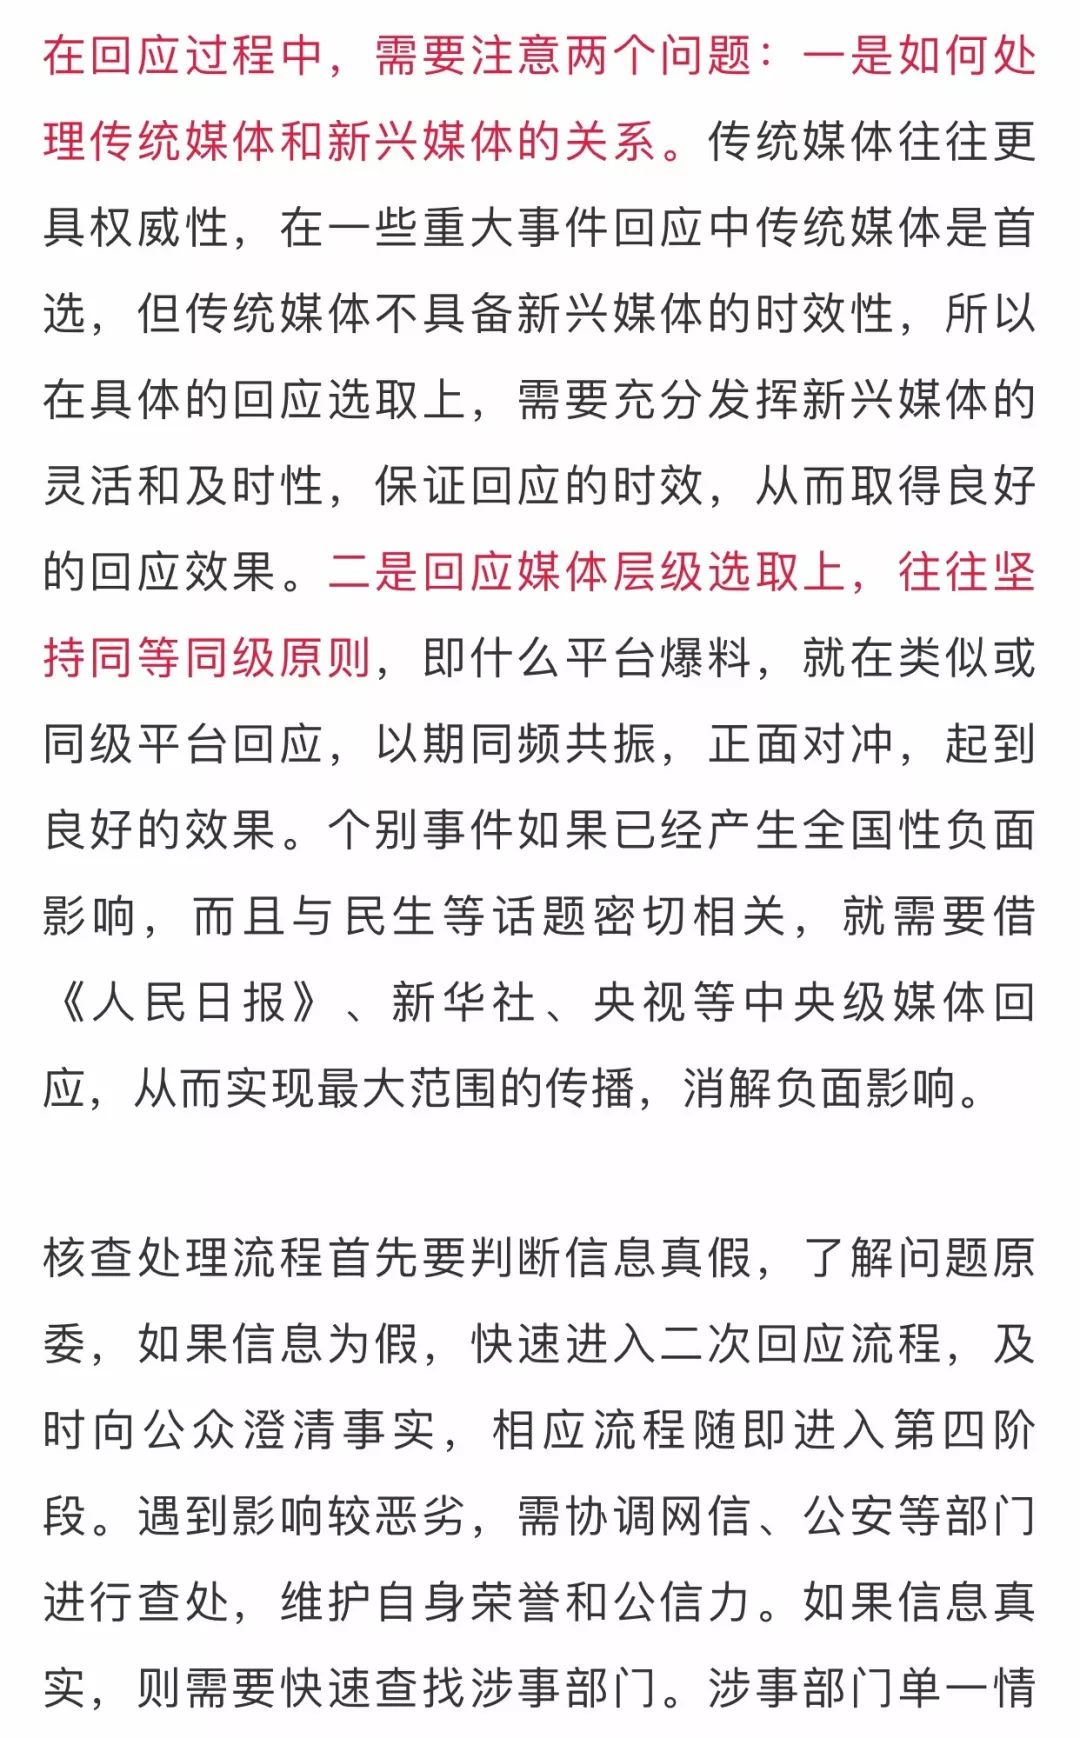 在回应过程中，需要注意两个问题：一是如何处
理传统媒体和新兴媒体的关系。传统媒体往往更
具权威性，在一些重大事件回应中传统媒体是首
选，但传统媒体不具备新兴媒体的时效性，所以
在具体的回应选取上，需要充分发挥新兴媒体的
灵活和及时性，保证回应的时效，从而取得良好
的回应效果。二是回应媒体层级选取上，往往坚
持同等同级原则，即什么平台爆料，就在类似或
同级平台回应，以期同频共振，正面对冲，起到
良好的效果。个别事件如果已经产生全国性负面
影响，而且与民生等话题密切相关，就需要借
《人民日报》、新华社、央视等中央级媒体回
应，从而实现最大范围的传播，消解负面影响。
核查处理流程首先要判断信息真假，了解问题原
委，如果信息为假，快速进入二次回应流程，及
时向公众澄清事实，相应流程随即进入第四阶
段。遇到影响较恶劣，需协调网信、公安等部门
进行查处，维护自身荣誉和公信力。如果信息真
实，则需要快速查找涉事部门。涉事部门单一情